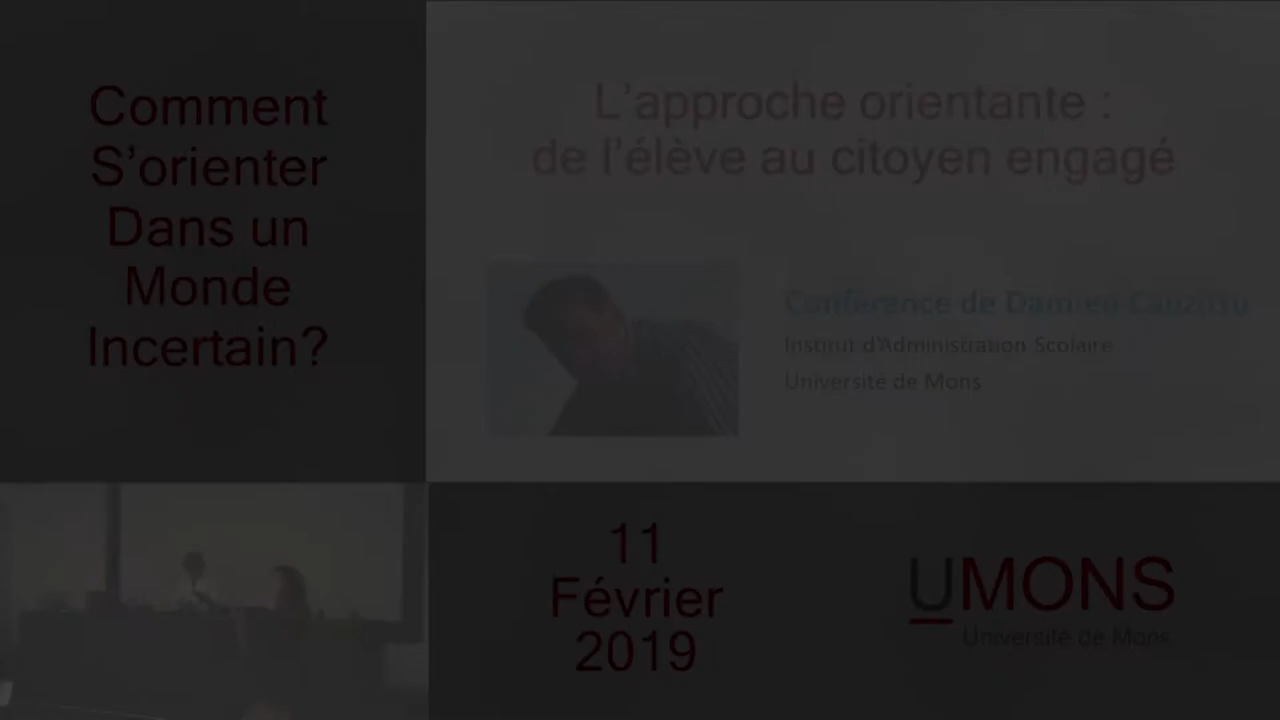 Comment
S’orienter
Dans un
Monde
Incertain?
L’approche orientante :
de l’élève au citoyen engagé
Conférence de Damien Canzittu
Institut d’Administration Scolaire
Université de Mons
11
Février
2019
UMONS
Université de Mons